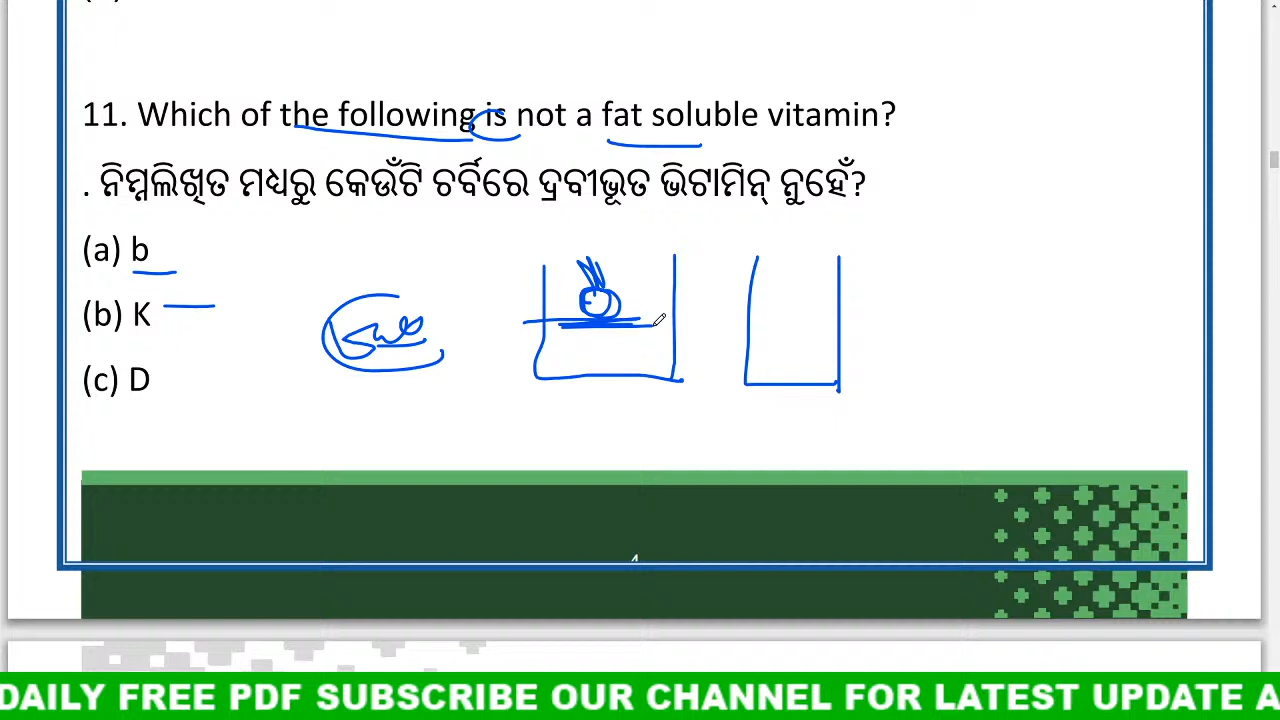 11. Which of the following is not a fat soluble vitamin?
. ନିମ୍ନଲିଖିତ ମଧ୍ୟରୁ କେଉଁଟି ଚର୍ବିରେ ଦ୍ରବୀଭୂତ ଭିଟାମିନ୍ ନୁହେଁ?
(a) b
(b) K
(c) D
4
DAILY FREE PDF SUBSCRIBE OUR CHANNEL FOR LATEST UPDATE A